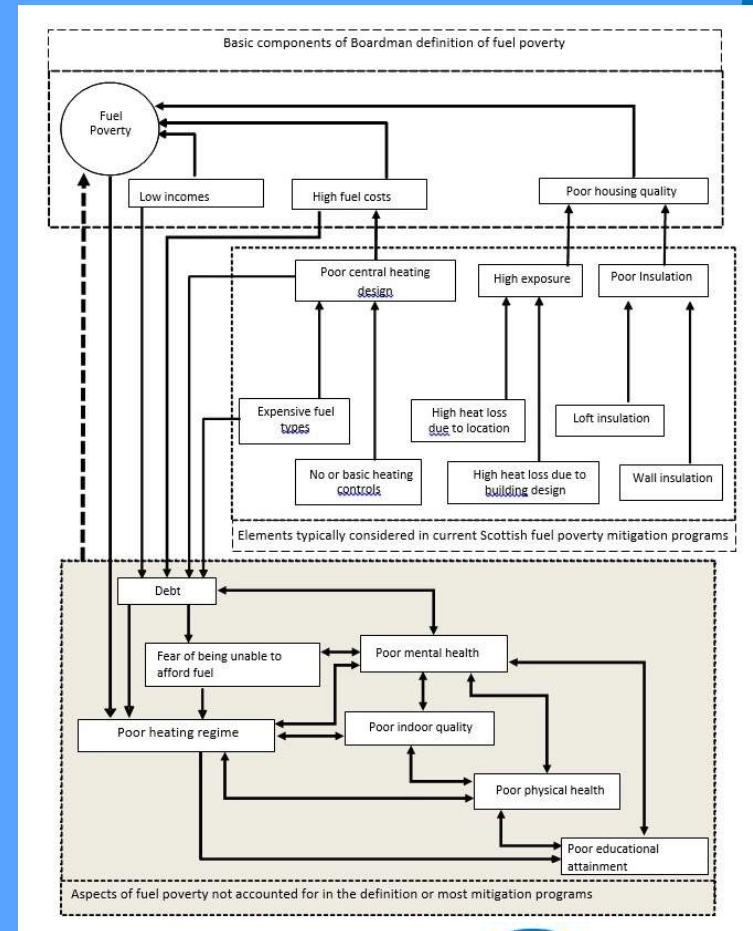 Basic components of Boardman definition of fuel poverty
Fuel
Poverty
Low incomes
High fuel costs
Poor housing quality
Poor central heating
design
High exposure
Poor Insulation
Expensive fuel
types
High heat loss
due to location
Loft insulation
No or basic heating
controls
High heat loss due to
building design
Wall insulation
Elements typically considered in current Scottish fuel poverty mitigation programs
Debt
Fear of being unable to
afford fuel
Poor mental health
Poor heating regime
Poor indoor quality
Poor physical health
Poor educational
attainment
Aspects of fuel poverty not accounted for in the definition or most mitigation programs